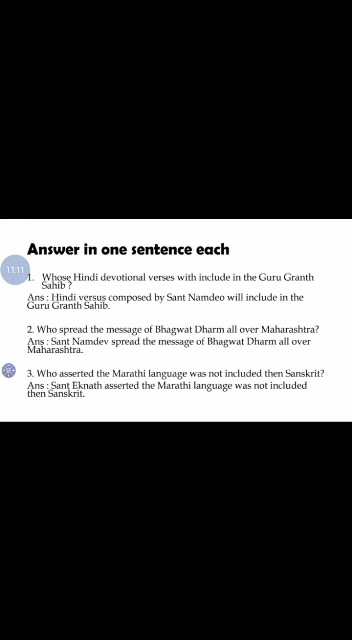 Answer in one sentence each
11:11
1. Whose Hindi devotional verses with include in the Guru Granth
Sahib ?
Ans : Hindi versus composed by Sant Namdeo will include in the
Guru Granth Sahib.
2. Who spread the message of Bhagwat Dharm all over Maharashtra?
Ans : Sant Namdev spread the message of Bhagwat Dharm all over
Maharashtra.
3. Who asserted the Marathi language was not included then Sanskrit?
Ans : Sant Eknath asserted the Marathi language was not included
then Sanskrit.